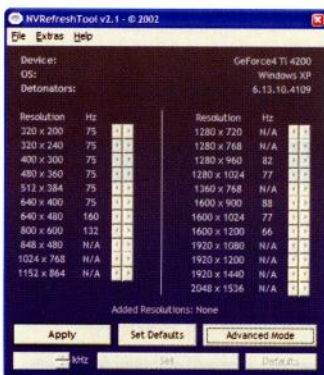 NVRefreshTool v2.1 - © 2002
File Extras Help
Device: GeForce4 Ti 4200
OS: Windows XP
Detonators: 6.13.10.4109
Resolution Hz
320 x 200 75
320 x 240 75
400 x 300 75
480 x 360 75
512 x 384 75
640 x 400 75
640 x 480 160
800 x 600 132
848 x 480 N/A
1024 x 768 N/A
1152 x 864 N/A
Resolution Hz
1280 x 720 N/A
1280 x 768 N/A
1280 x 960 82
1280 x 1024 77
1360 x 768 N/A
1600 x 900 88
1600 x 1024 77
1600 x 1200 66
1920 x 1080 N/A
1920 x 1200 N/A
1920 x 1440 N/A
2048 x 1536 N/A
Added Resolutions: None
Apply Set Defaults Advanced Mode
kHz Set Defaults